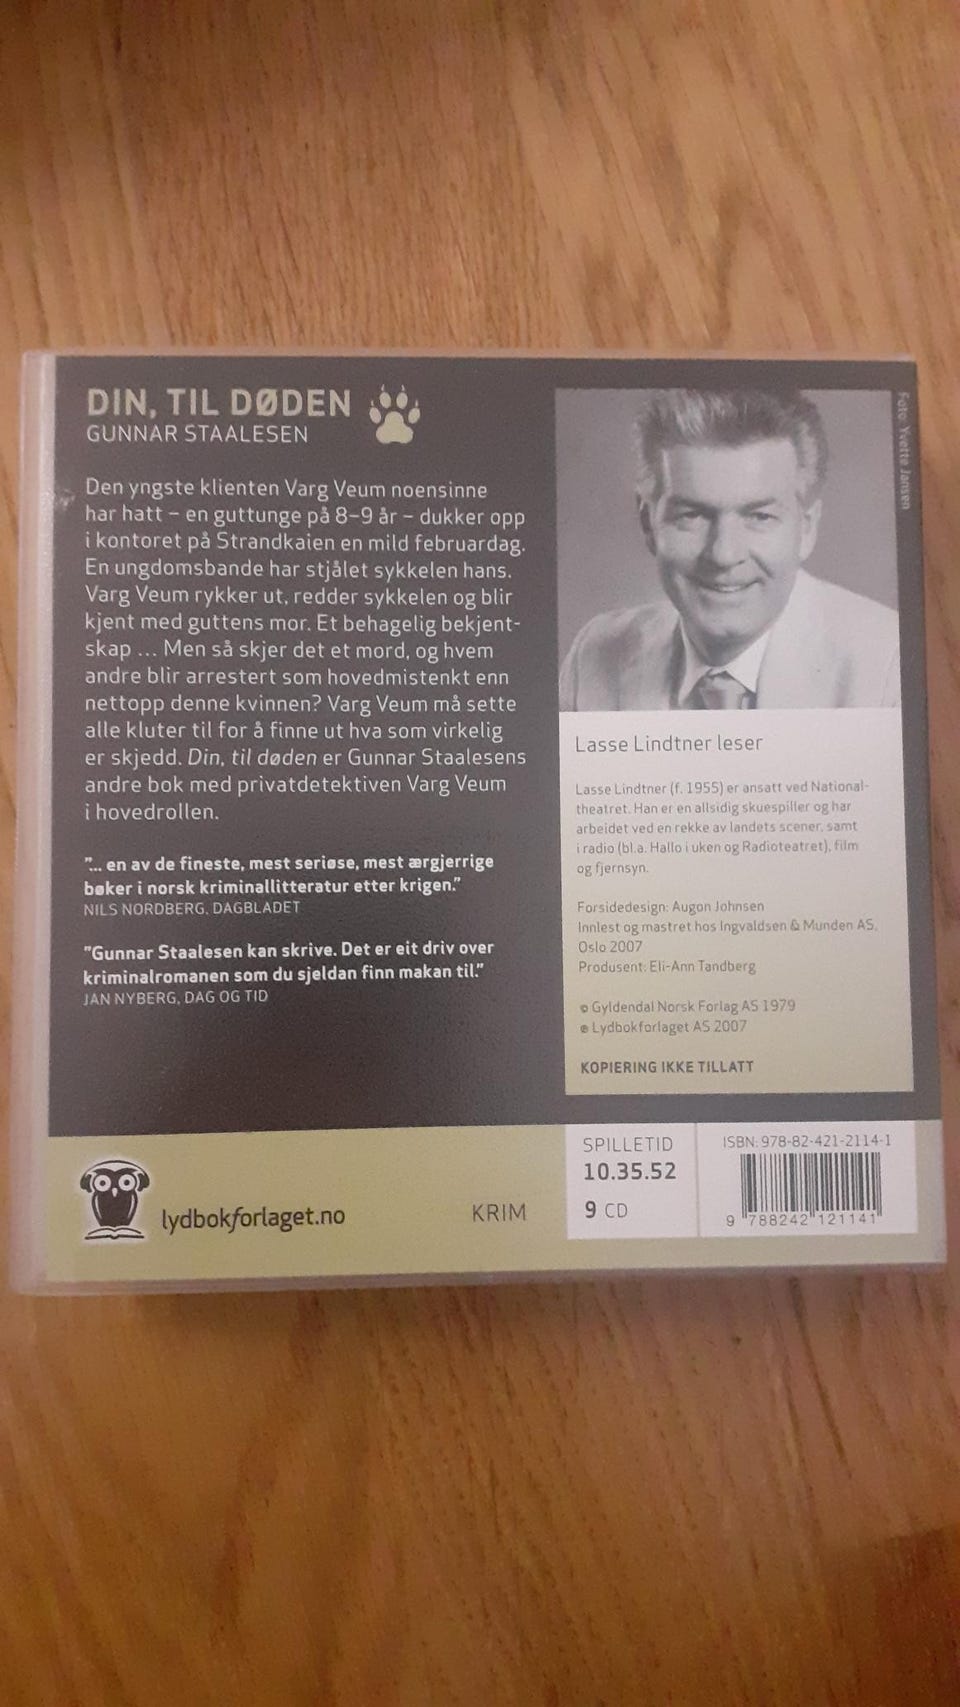 DIN, TIL DØDEN
GUNNAR STAALESEN
Den yngste klienten Varg Veum noensinne
har hatt – en guttunge på 8–9 år – dukker opp
i kontoret på Strandkaien en mild februardag.
En ungdomsbande har stjålet sykkelen hans.
Varg Veum rykker ut, redder sykkelen og blir
kjent med guttens mor. Et behagelig bekjent-
skap ... Men så skjer det et mord, og hvem
andre blir arrestert som hovedmistenkt enn
nettopp denne kvinnen? Varg Veum må sette
alle kluter til for å finne ut hva som virkelig
er skjedd. Din, til døden er Gunnar Staalesens
andre bok med privatdetektiven Varg Veum
i hovedrollen.
"... en av de fineste, mest seriøse, mest ærgjerrige
bøker i norsk kriminallitteratur etter krigen."
NILS NORDBERG, DAGBLADET
"Gunnar Staalesen kan skrive. Det er eit driv over
kriminalromanen som du sjeldan finn makan til."
JAN NYBERG, DAG OG TID
Foto: Yvette Jansen
Lasse Lindtner leser
Lasse Lindtner (f. 1955) er ansatt ved National-
theatret. Han er en allsidig skuespiller og har
arbeidet ved en rekke av landets scener, samt
i radio (bl.a. Hallo i uken og Radioteatret), film
og fjernsyn.
Forsidedesign: Augon Johnsen
Innlest og mastret hos Ingvaldsen & Munden AS,
Oslo 2007
Produsent: Eli-Ann Tandberg
© Gyldendal Norsk Forlag AS 1979
℗ Lydbokforlaget AS 2007
KOPIERING IKKE TILLATT
lydbokforlaget.no
KRIM
SPILLETID
10.35.52
9 CD
ISBN: 978-82-421-2114-1
9 788242 121141